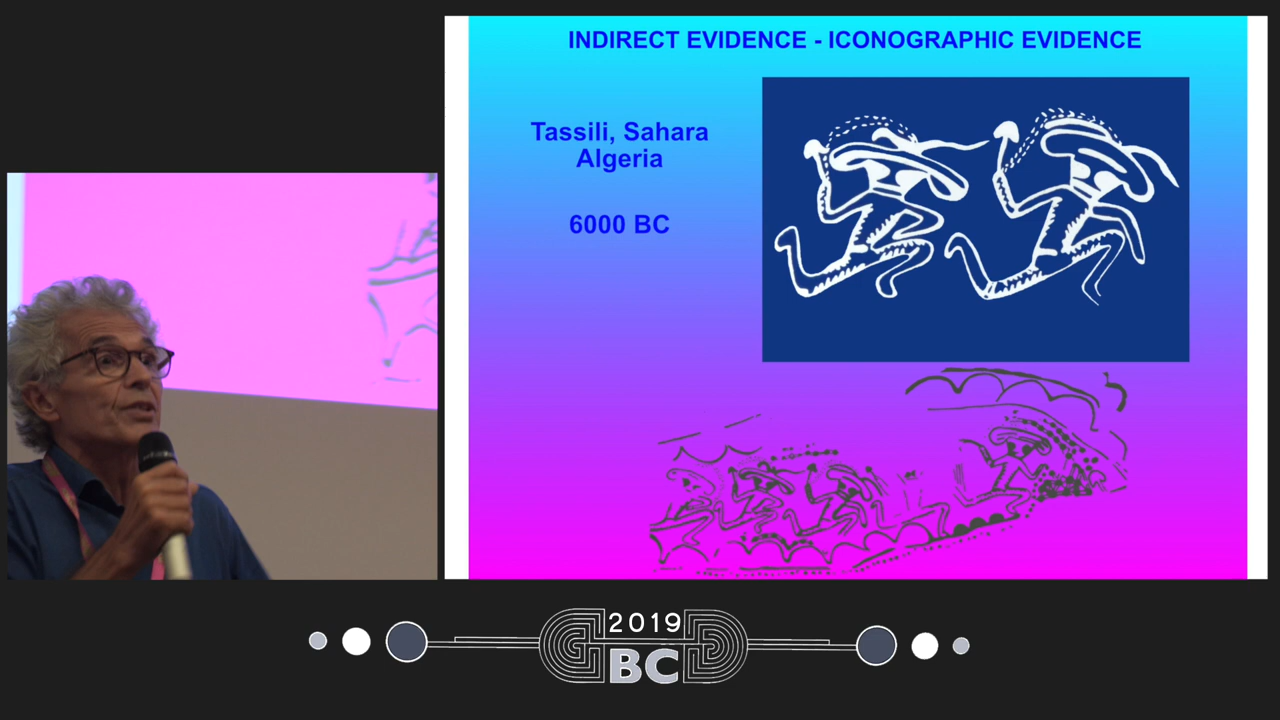 INDIRECT EVIDENCE - ICONOGRAPHIC EVIDENCE
Tassili, Sahara
Algeria
6000 BC
2019
BC